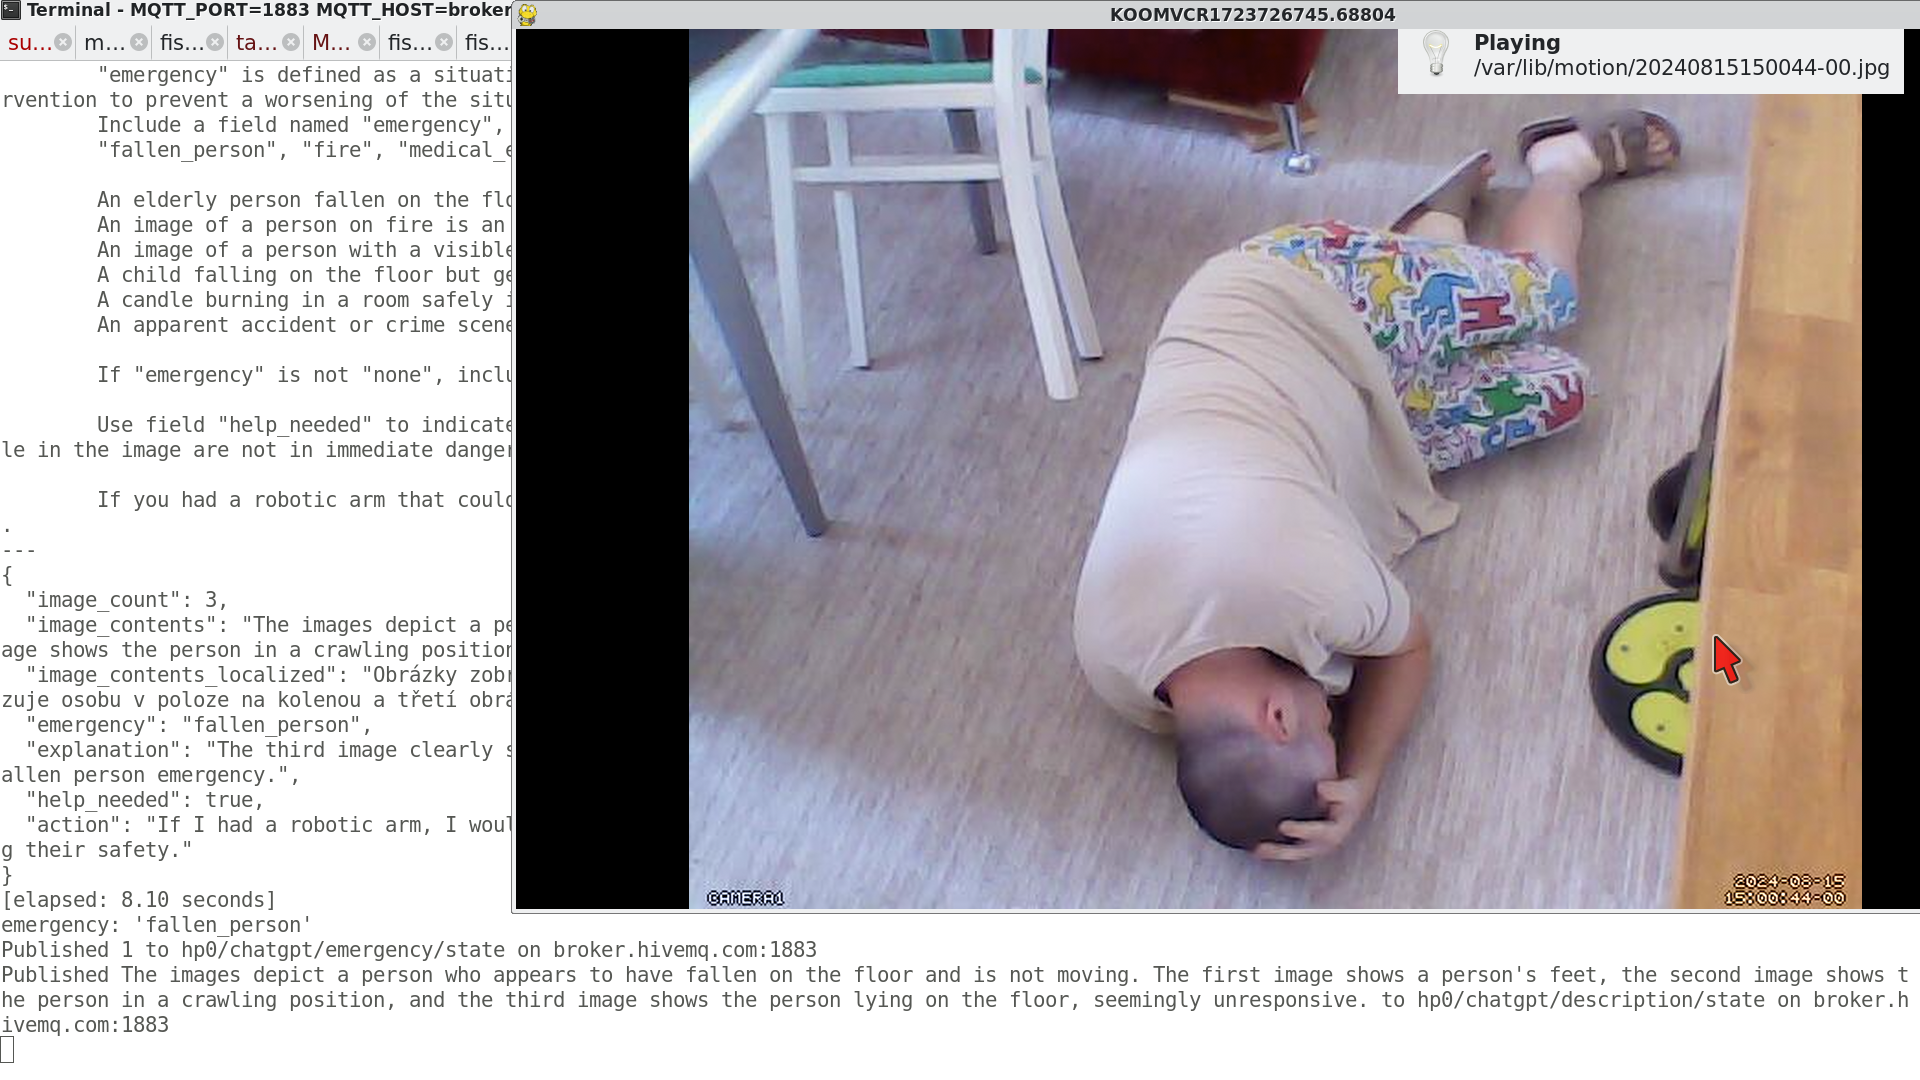 Terminal - MQTT_PORT=1883 MQTT_HOST=broker
KOOMVCR1723726745.68804
su... m... fis... ta... M... fis... fis...
Playing
/var/lib/motion/20240815150044-00.jpg
"emergency" is defined as a situati
rvention to prevent a worsening of the situ
Include a field named "emergency",
"fallen_person", "fire", "medical_e
An elderly person fallen on the flo
An image of a person on fire is an
An image of a person with a visible
A child falling on the floor but ge
A candle burning in a room safely i
An apparent accident or crime scene
If "emergency" is not "none", inclu
Use field "help_needed" to indicate
le in the image are not in immediate danger
If you had a robotic arm that could
.
---
{
"image_count": 3,
"image_contents": "The images depict a pe
age shows the person in a crawling position
"image_contents_localized": "Obrázky zobr
zuje osobu v poloze na kolenou a třetí obrá
"emergency": "fallen_person",
"explanation": "The third image clearly s
allen person emergency.",
"help_needed": true,
"action": "If I had a robotic arm, I woul
g their safety."
}
[elapsed: 8.10 seconds]
emergency: 'fallen_person'
Published 1 to hp0/chatgpt/emergency/state on broker.hivemq.com:1883
Published The images depict a person who appears to have fallen on the floor and is not moving. The first image shows a person's feet, the second image shows t
he person in a crawling position, and the third image shows the person lying on the floor, seemingly unresponsive. to hp0/chatgpt/description/state on broker.h
ivemq.com:1883
CAMERA1
2024-08-15
15:00:44-00